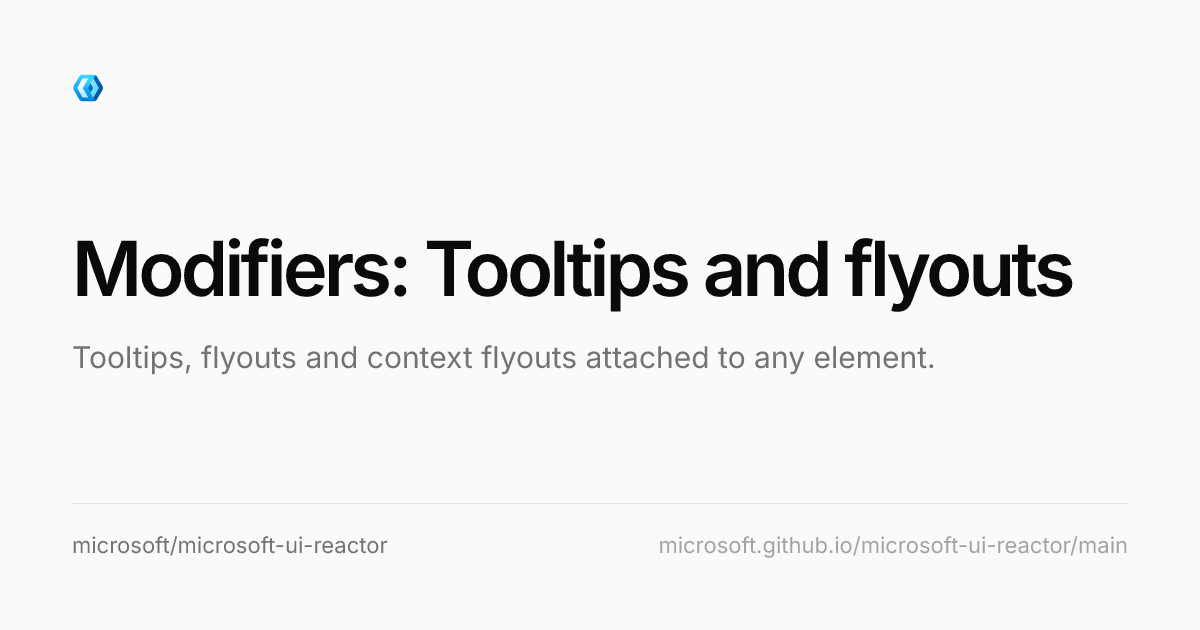 Modifiers: Tooltips and flyouts
Tooltips, flyouts and context flyouts attached to any element.
microsoft/microsoft-ui-reactor
microsoft.github.io/microsoft-ui-reactor/main